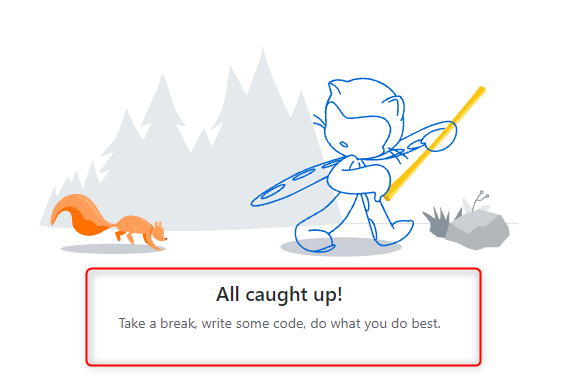 All caught up!
Take a break, write some code, do what you do best.